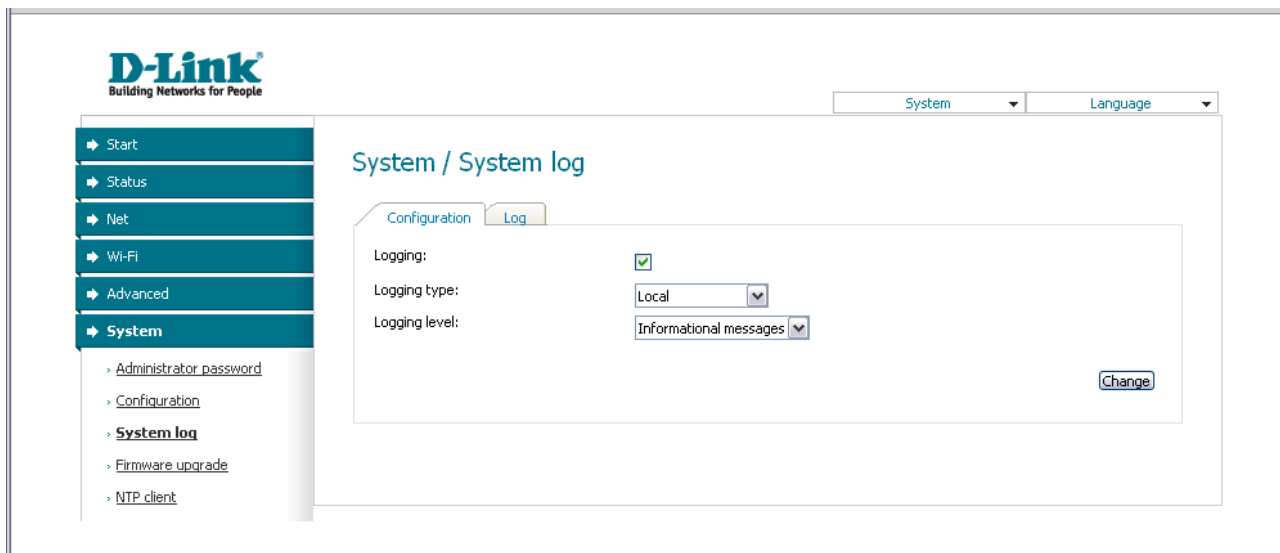 D-Link
Building Networks for People
System
Language
Start
Status
Net
Wi-Fi
Advanced
System
Administrator password
Configuration
System log
Firmware upgrade
NTP client
System / System log
Configuration
Log
Logging:
Logging type:
Local
Logging level:
Informational messages
Change